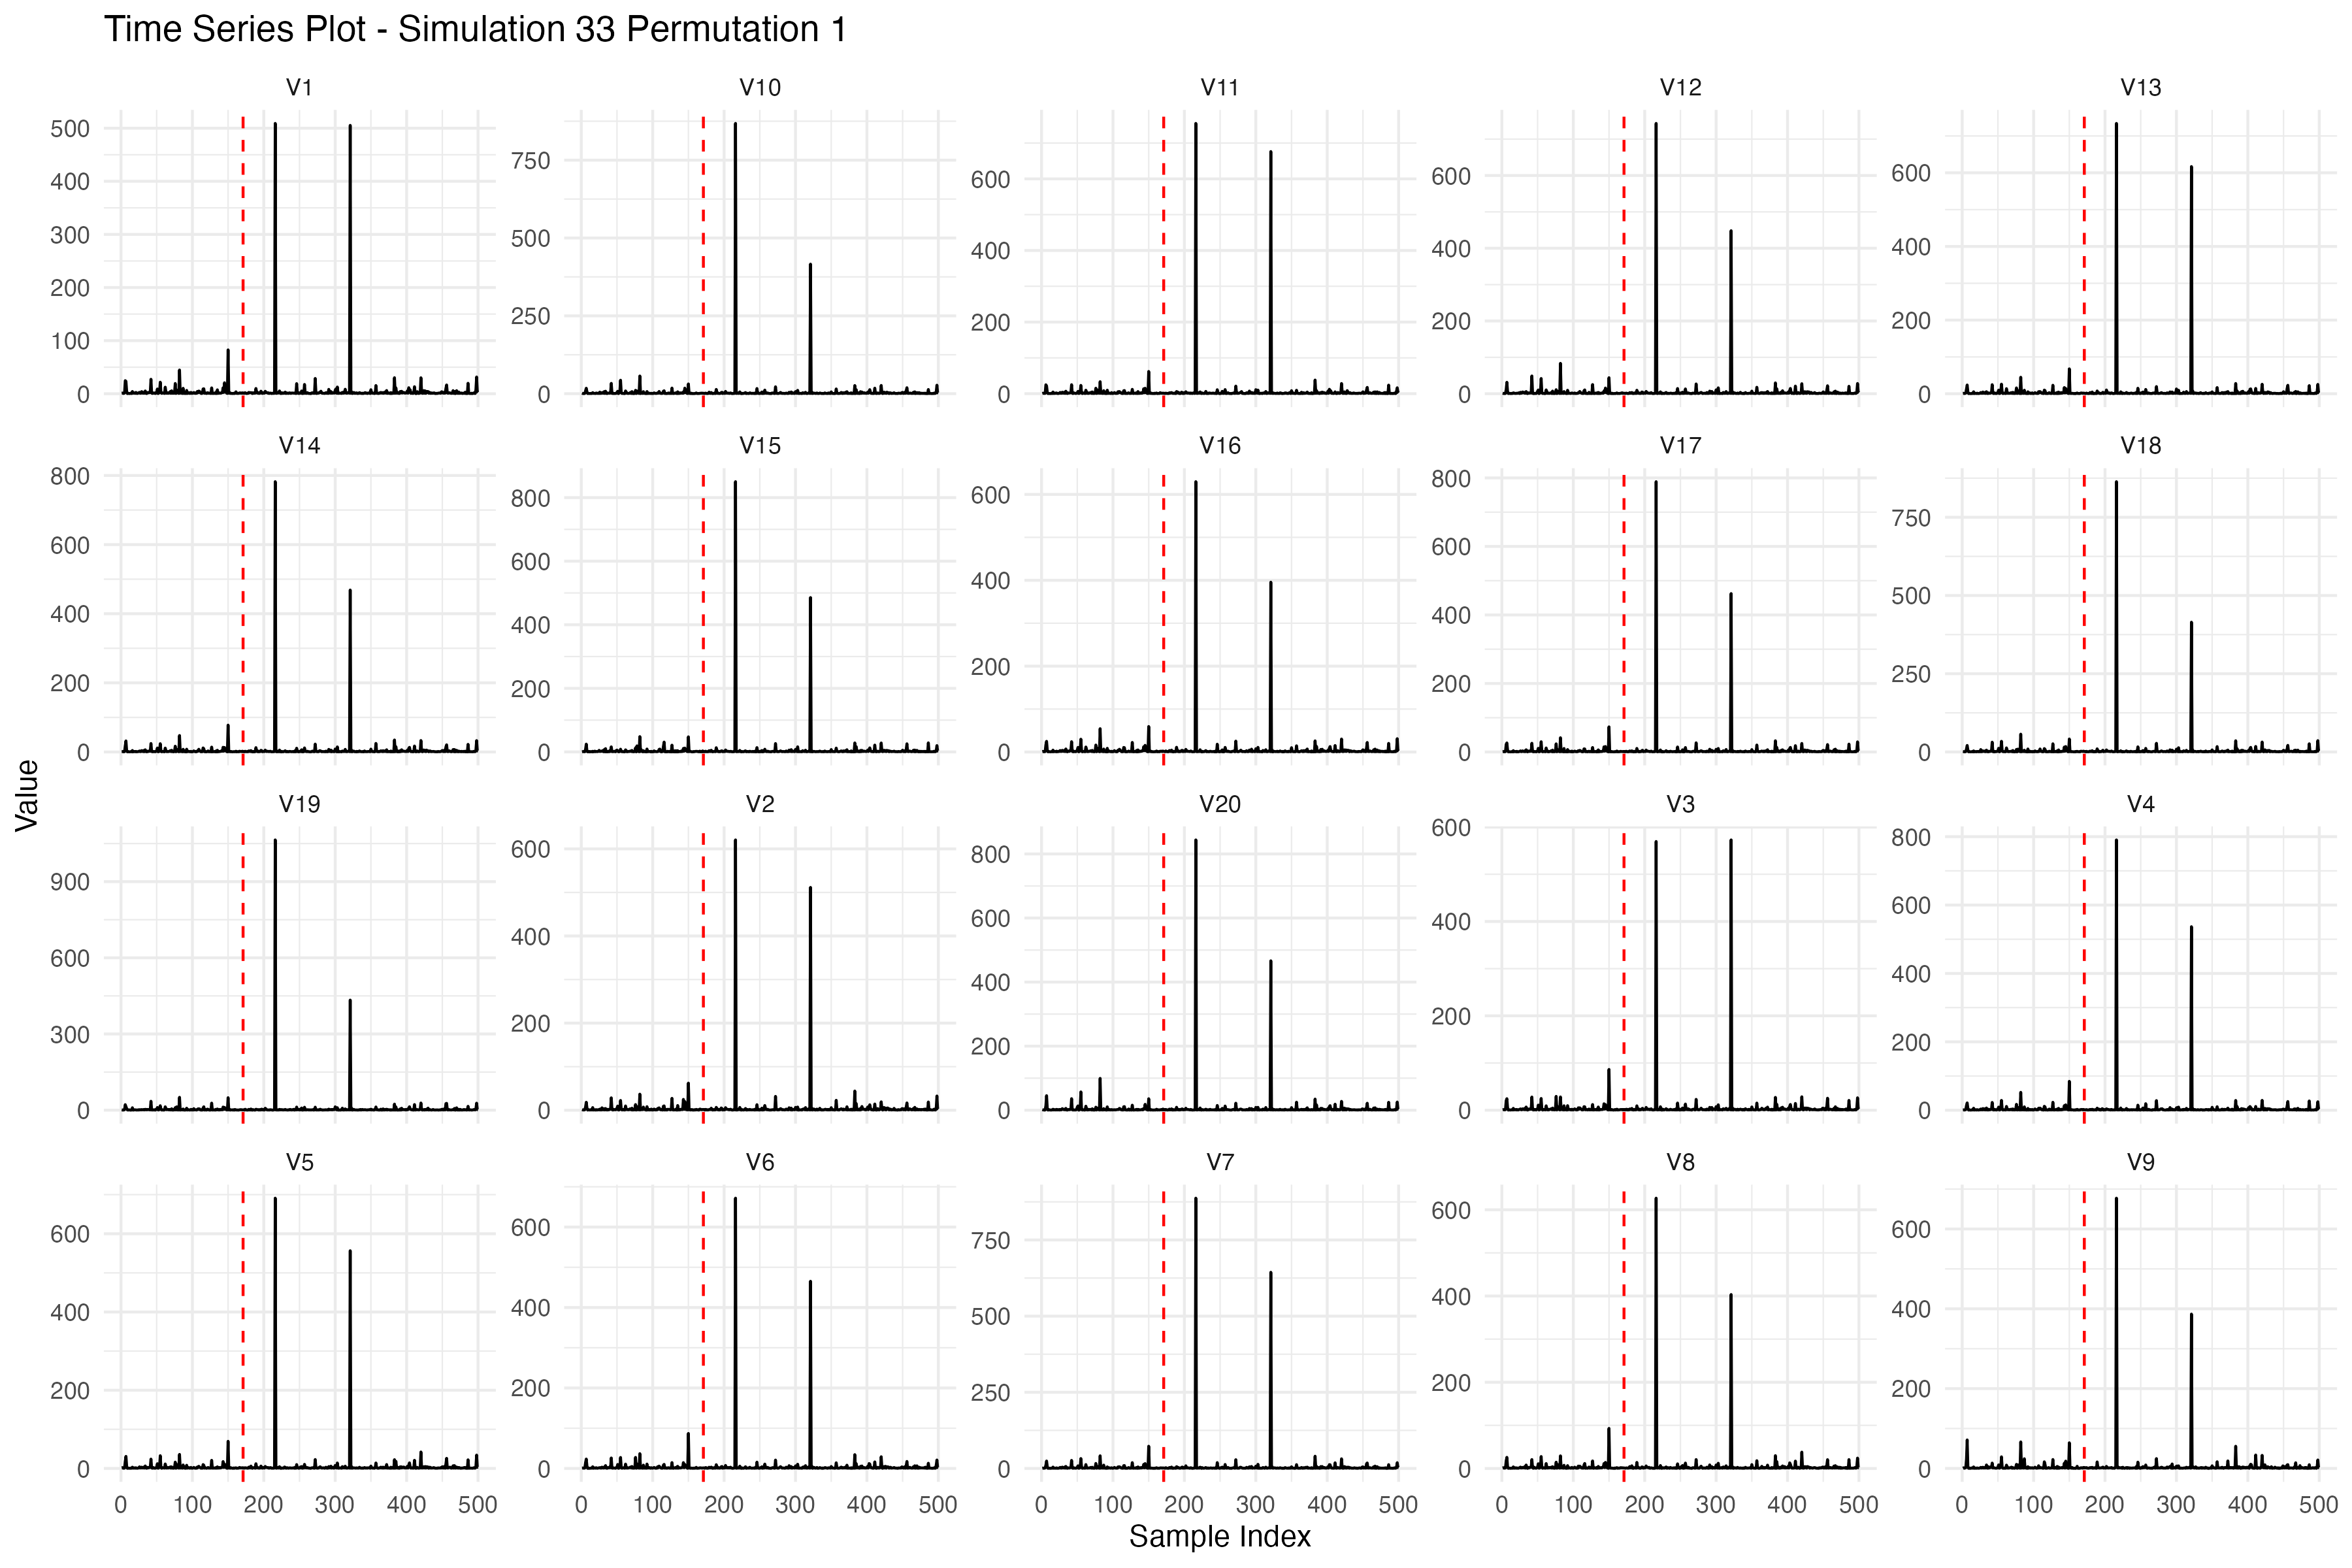 Time Series Plot - Simulation 33 Permutation 1
V1 V10 V11 V12 V13
500 400 300 200 100 0
750 500 250 0
600 400 200 0
600 400 200 0
600 400 200 0
V14 V15 V16 V17 V18
800 600 400 200 0
800 600 400 200 0
600 400 200 0
800 600 400 200 0
750 500 250 0
Value
V19 V2 V20 V3 V4
900 600 300 0
600 400 200 0
800 600 400 200 0
600 400 200 0
800 600 400 200 0
V5 V6 V7 V8 V9
600 400 200 0
600 400 200 0
750 500 250 0
600 400 200 0
600 400 200 0
0 100 200 300 400 500 0 100 200 300 400 500 0 100 200 300 400 500 0 100 200 300 400 500 0 100 200 300 400 500
Sample Index